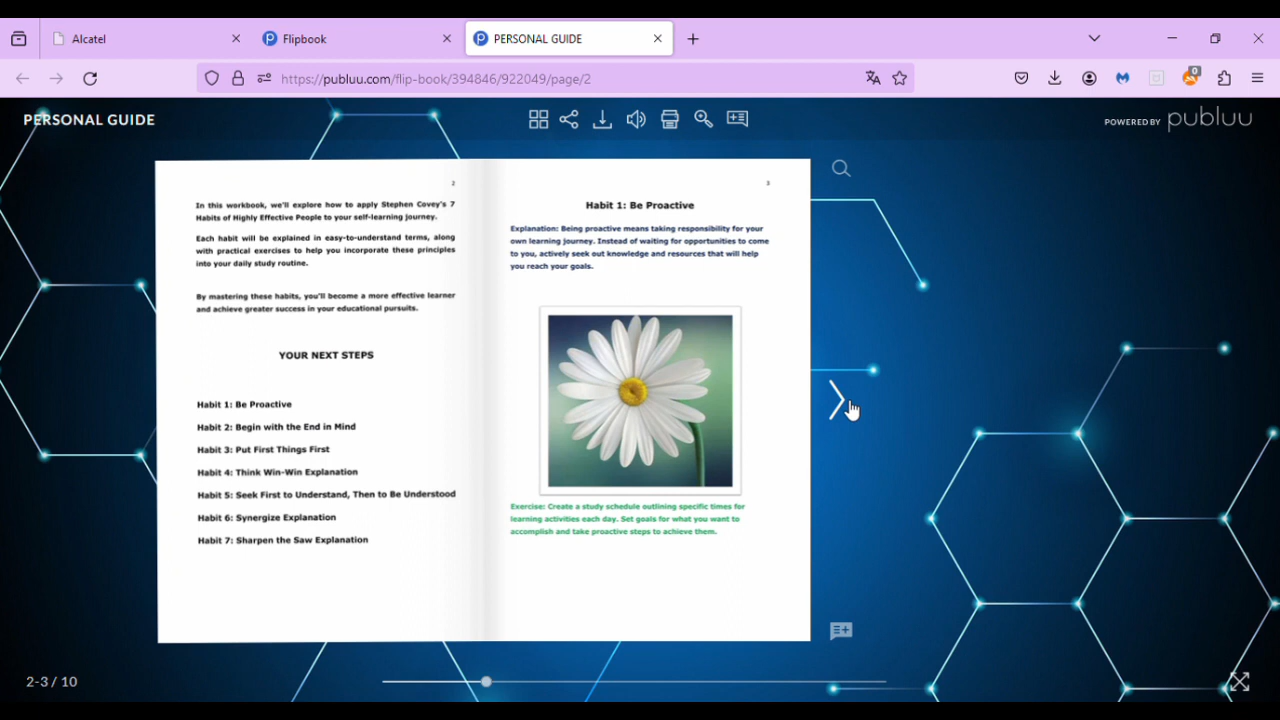 Alcatel
Flipbook
PERSONAL GUIDE
https://publuu.com/flip-book/394846/922049/page/2
0
PERSONAL GUIDE
POWERED BY publuu
2
In this workbook, we'll explore how to apply Stephen Covey's 7
Habits of Highly Effective People to your self-learning journey.
Each habit will be explained in easy-to-understand terms, along
with practical exercises to help you incorporate these principles
into your daily study routine.
By mastering these habits, you'll become a more effective learner
and achieve greater success in your educational pursuits.
YOUR NEXT STEPS
Habit 1: Be Proactive
Habit 2: Begin with the End in Mind
Habit 3: Put First Things First
Habit 4: Think Win-Win Explanation
Habit 5: Seek First to Understand, Then to Be Understood
Habit 6: Synergize Explanation
Habit 7: Sharpen the Saw Explanation
3
Habit 1: Be Proactive
Explanation: Being proactive means taking responsibility for your
own learning journey. Instead of waiting for opportunities to come
to you, actively seek out knowledge and resources that will help
you reach your goals.
Exercise: Create a study schedule outlining specific times for
learning activities each day. Set goals for what you want to
accomplish and take proactive steps to achieve them.
2-3 / 10